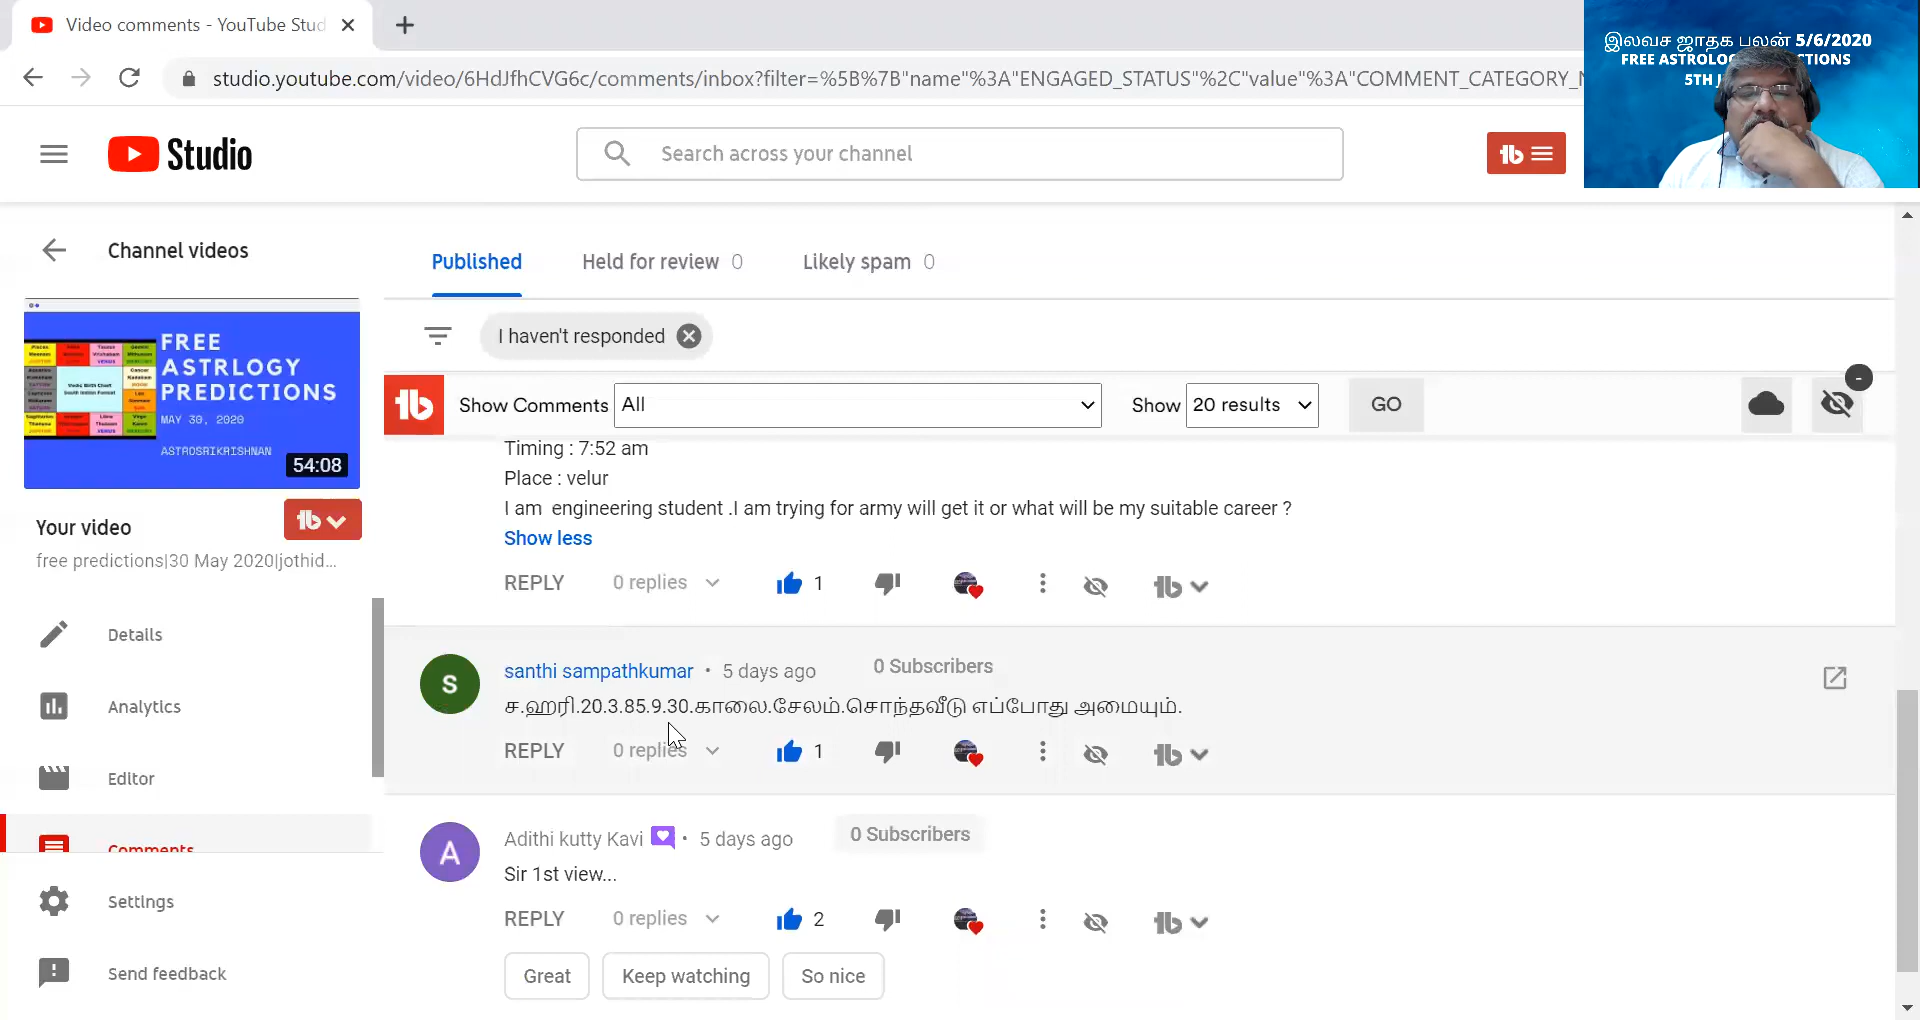 Video comments - YouTube Stud
studio.youtube.com/video/6HdJfhCVG6c/comments/inbox?filter=%5B%7B"name"%3A"ENGAGED_STATUS"%2C"value"%3A"COMMENT_CATEGORY_
இலவச ஜாதக பலன் 5/6/2020
FREE ASTROLO CTIONS
5TH J
Studio
Search across your channel
Channel videos
Published
Held for review 0
Likely spam 0
I haven't responded
FREE
ASTRLOGY
PREDICTIONS
MAY 30, 2020
ASTROSRIKRISHNAN
54:08
Show Comments All
Show 20 results
GO
Your video
free predictions|30 May 2020|jothid...
Details
Analytics
Editor
Comments
Settings
Send feedback
Timing : 7:52 am
Place : velur
I am engineering student .I am trying for army will get it or what will be my suitable career ?
Show less
REPLY 0 replies 1
S
santhi sampathkumar • 5 days ago 0 Subscribers
ச.ஹரி.20.3.85.9.30.காலை.சேலம்.சொந்தவீடு எப்போது அமையும்.
REPLY 0 replies 1
A
Adithi kutty Kavi • 5 days ago 0 Subscribers
Sir 1st view...
REPLY 0 replies 2
Great
Keep watching
So nice